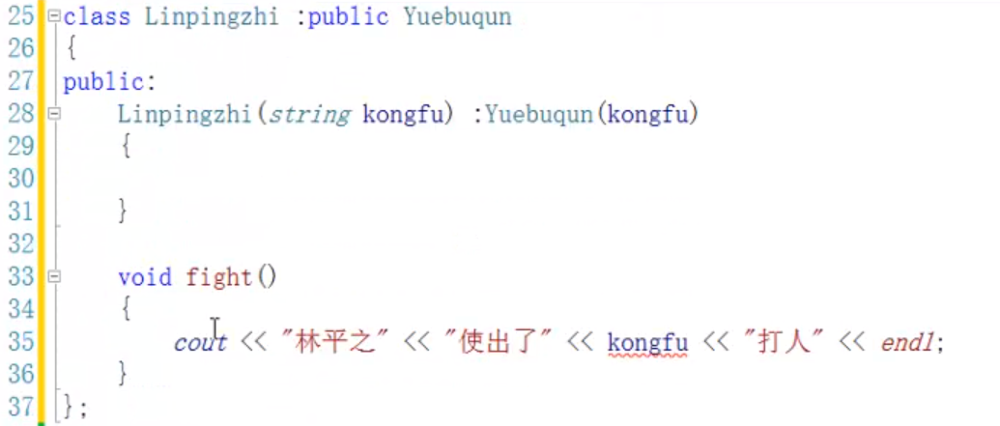 25 class Linpingzhi :public Yuebuqun
26 {
27 public:
28 Linpingzhi(string kongfu) :Yuebuqun(kongfu)
29 {
30
31 }
32
33 void fight()
34 {
35 cout << "林平之" << "使出了" << kongfu << "打人" << endl;
36 }
37 };